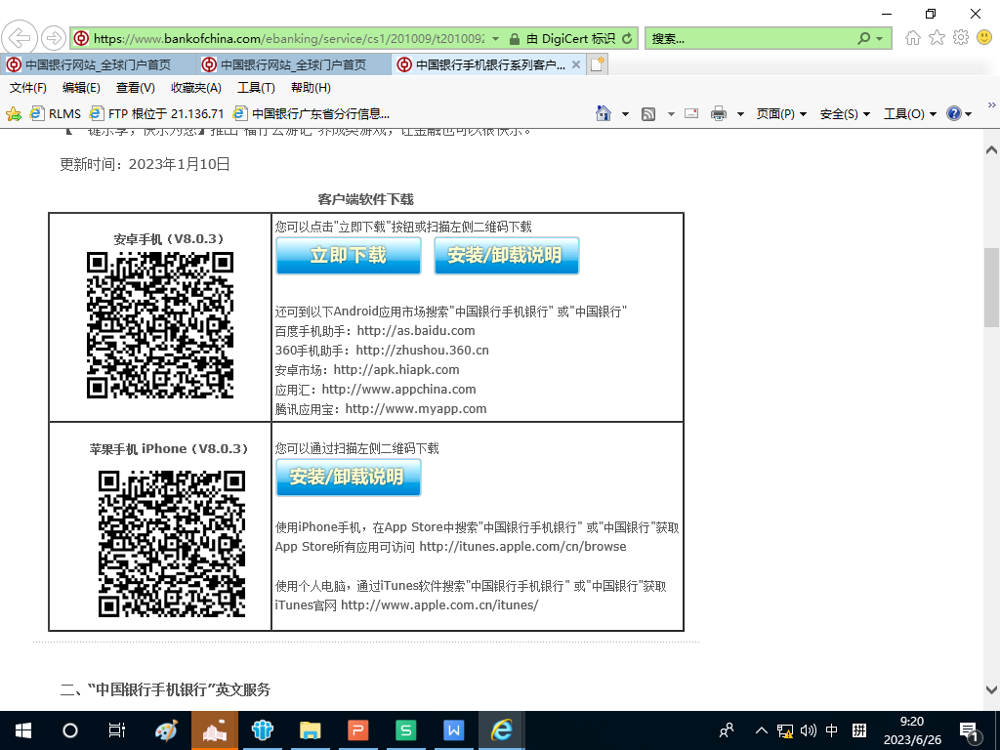 https://www.bankofchina.com/ebanking/service/cs1/201009/t201009
由 DigiCert 标识
搜索...
中国银行网站_全球门户首页
中国银行网站_全球门户首页
中国银行手机银行系列客户...
文件(F) 编辑(E) 查看(V) 收藏夹(A) 工具(T) 帮助(H)
RLMS
FTP 根位于 21.136.71
中国银行广东省分行信息...
页面(P) 安全(S) 工具(O)
更新时间：2023年1月10日
客户端软件下载
安卓手机（V8.0.3）
您可以点击"立即下载"按钮或扫描左侧二维码下载
立即下载
安装/卸载说明
还可到以下Android应用市场搜索"中国银行手机银行" 或"中国银行"
百度手机助手：http://as.baidu.com
360手机助手：http://zhushou.360.cn
安卓市场：http://apk.hiapk.com
应用汇：http://www.appchina.com
腾讯应用宝：http://www.myapp.com
苹果手机 iPhone（V8.0.3）
您可以通过扫描左侧二维码下载
安装/卸载说明
使用iPhone手机，在App Store中搜索"中国银行手机银行" 或"中国银行"获取
App Store所有应用可访问 http://itunes.apple.com/cn/browse
使用个人电脑，通过iTunes软件搜索"中国银行手机银行" 或"中国银行"获取
iTunes官网 http://www.apple.com.cn/itunes/
二、“中国银行手机银行”英文服务
P
S
W
中
拼
9:20
2023/6/26
1